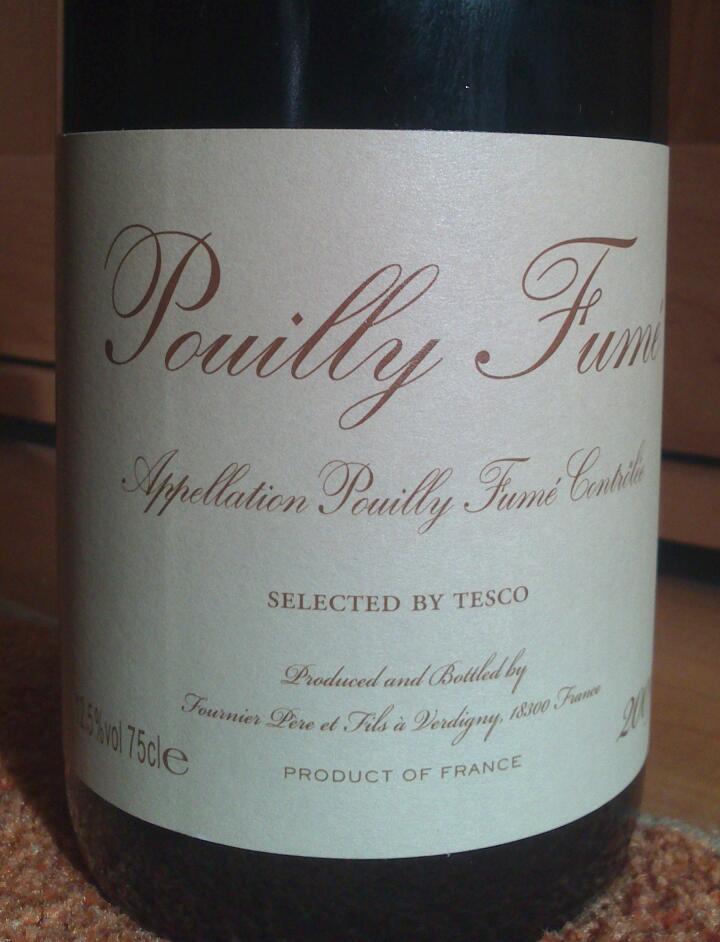 Pouilly Fumé
Appellation Pouilly Fumé Contrôlée
SELECTED BY TESCO
Produced and Bottled by
Fournier Père et Fils à Verdigny, 18300 France
12.5%vol 75cl e
PRODUCT OF FRANCE